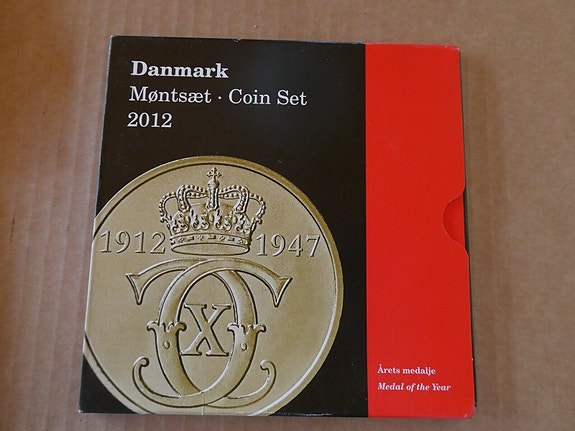 Danmark
Møntsæt · Coin Set
2012
1912 1947
X
Årets medalje
Medal of the Year